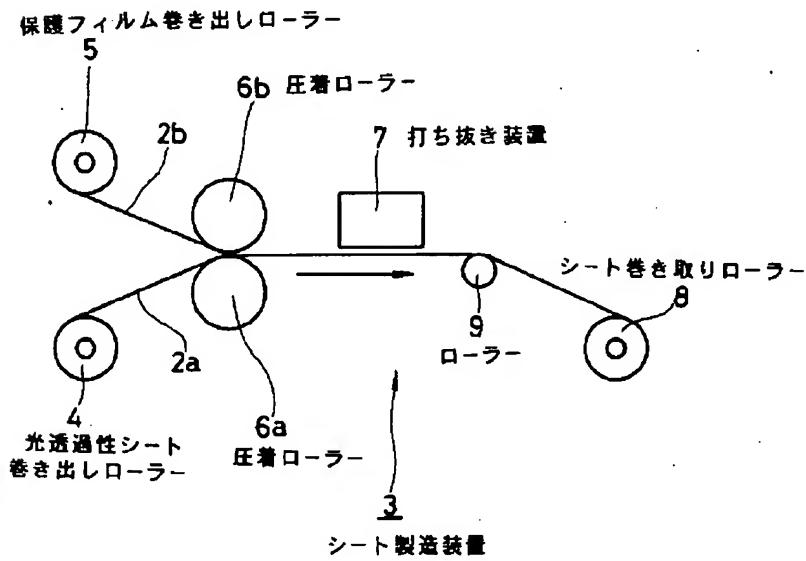 保護フィルム巻き出しローラー
5
6b 圧着ローラー
2b
7 打ち抜き装置
シート巻き取りローラー
8
9
ローラー
2a
4
光透過性シート
巻き出しローラー
6a
圧着ローラー
3
シート製造装置